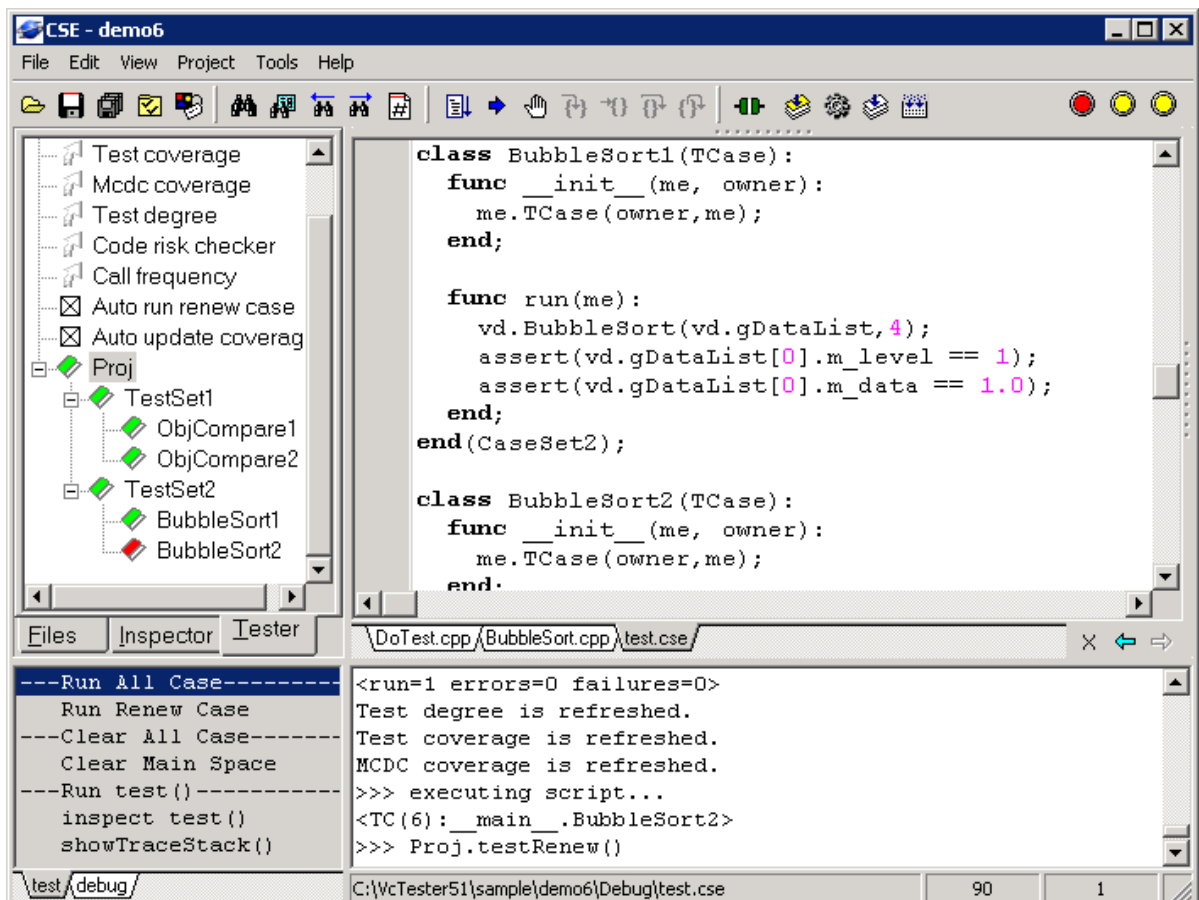 CSE - demo6
File Edit View Project Tools Help
Test coverage
Mcdc coverage
Test degree
Code risk checker
Call frequency
Auto run renew case
Auto update coverag
Proj
TestSet1
ObjCompare1
ObjCompare2
TestSet2
BubbleSort1
BubbleSort2
Files Inspector Tester
class BubbleSort1(TCase):
func __init__(me, owner):
me.TCase(owner,me);
end;
func run(me):
vd.BubbleSort(vd.gDataList,4);
assert(vd.gDataList[0].m_level == 1);
assert(vd.gDataList[0].m_data == 1.0);
end;
end(CaseSet2);
class BubbleSort2(TCase):
func __init__(me, owner):
me.TCase(owner,me);
end;
DoTest.cpp BubbleSort.cpp test.cse
---Run All Case---------
Run Renew Case
---Clear All Case-------
Clear Main Space
---Run test()-----------
inspect test()
showTraceStack()
test debug
<run=1 errors=0 failures=0>
Test degree is refreshed.
Test coverage is refreshed.
MCDC coverage is refreshed.
>>> executing script...
<TC(6):__main__.BubbleSort2>
>>> Proj.testRenew()
C:\VcTester51\sample\demo6\Debug\test.cse 90 1